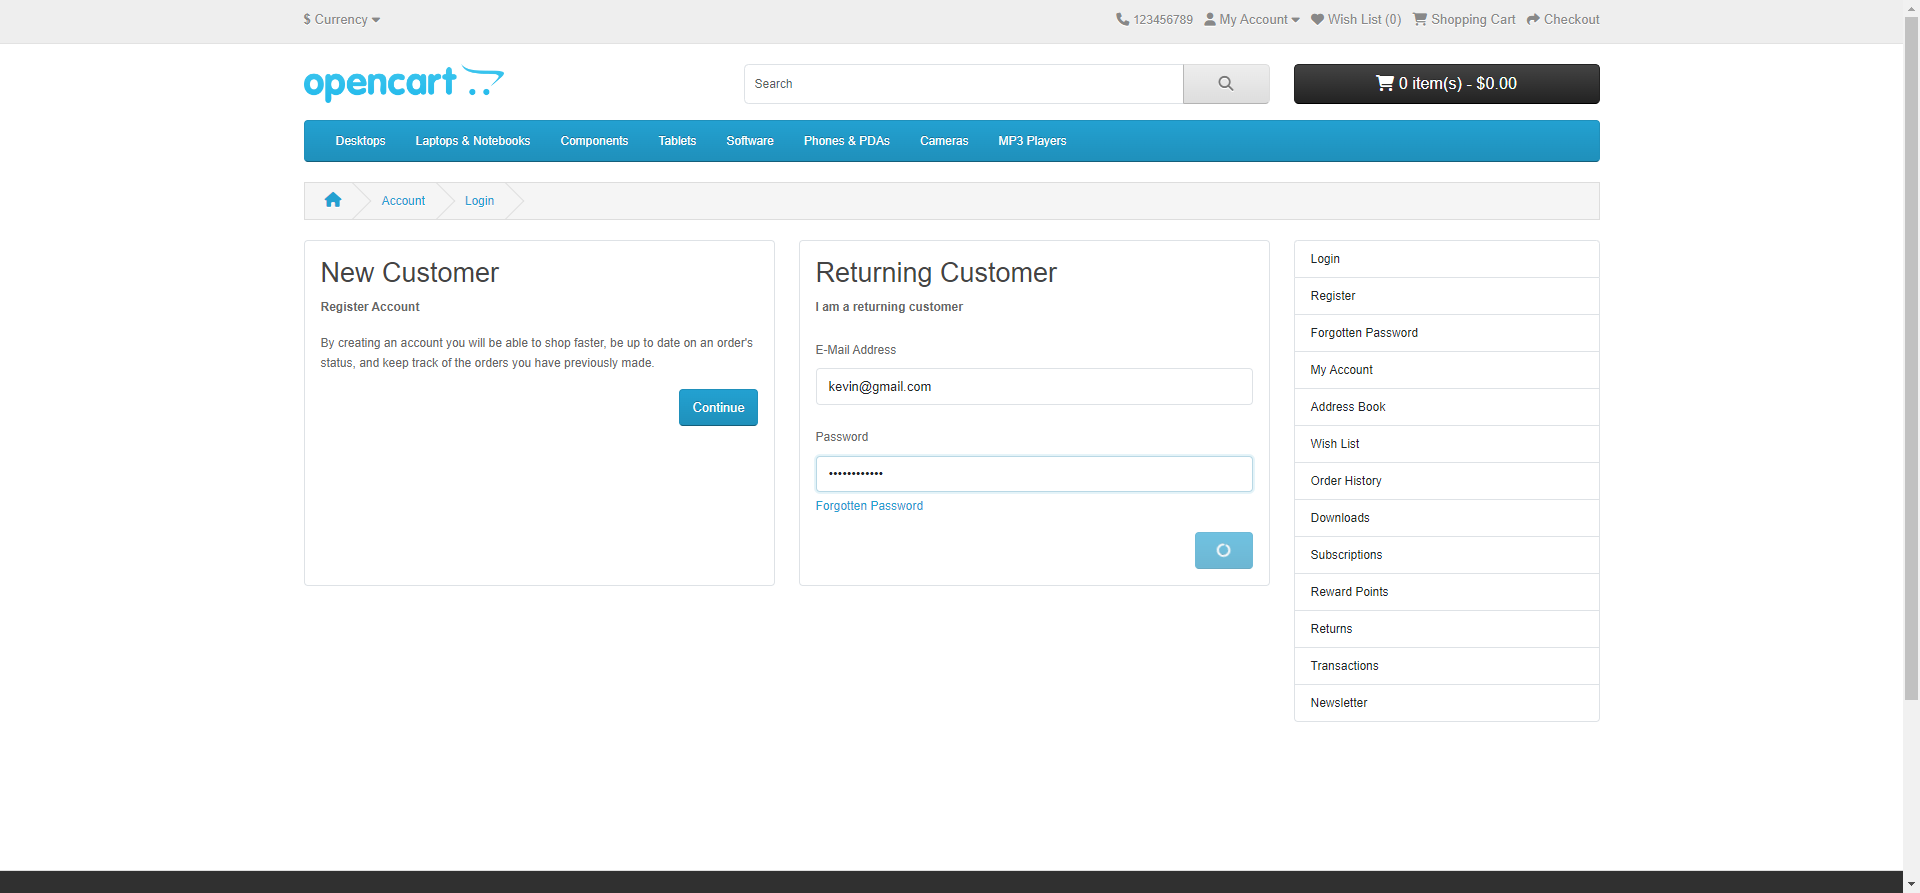 $ Currency
123456789 My Account Wish List (0) Shopping Cart Checkout
opencart
Search
0 item(s) - $0.00
Desktops Laptops & Notebooks Components Tablets Software Phones & PDAs Cameras MP3 Players
Account Login
New Customer
Register Account
By creating an account you will be able to shop faster, be up to date on an order's
status, and keep track of the orders you have previously made.
Continue
Returning Customer
I am a returning customer
E-Mail Address
kevin@gmail.com
Password
••••••••••••
Forgotten Password
Login
Register
Forgotten Password
My Account
Address Book
Wish List
Order History
Downloads
Subscriptions
Reward Points
Returns
Transactions
Newsletter